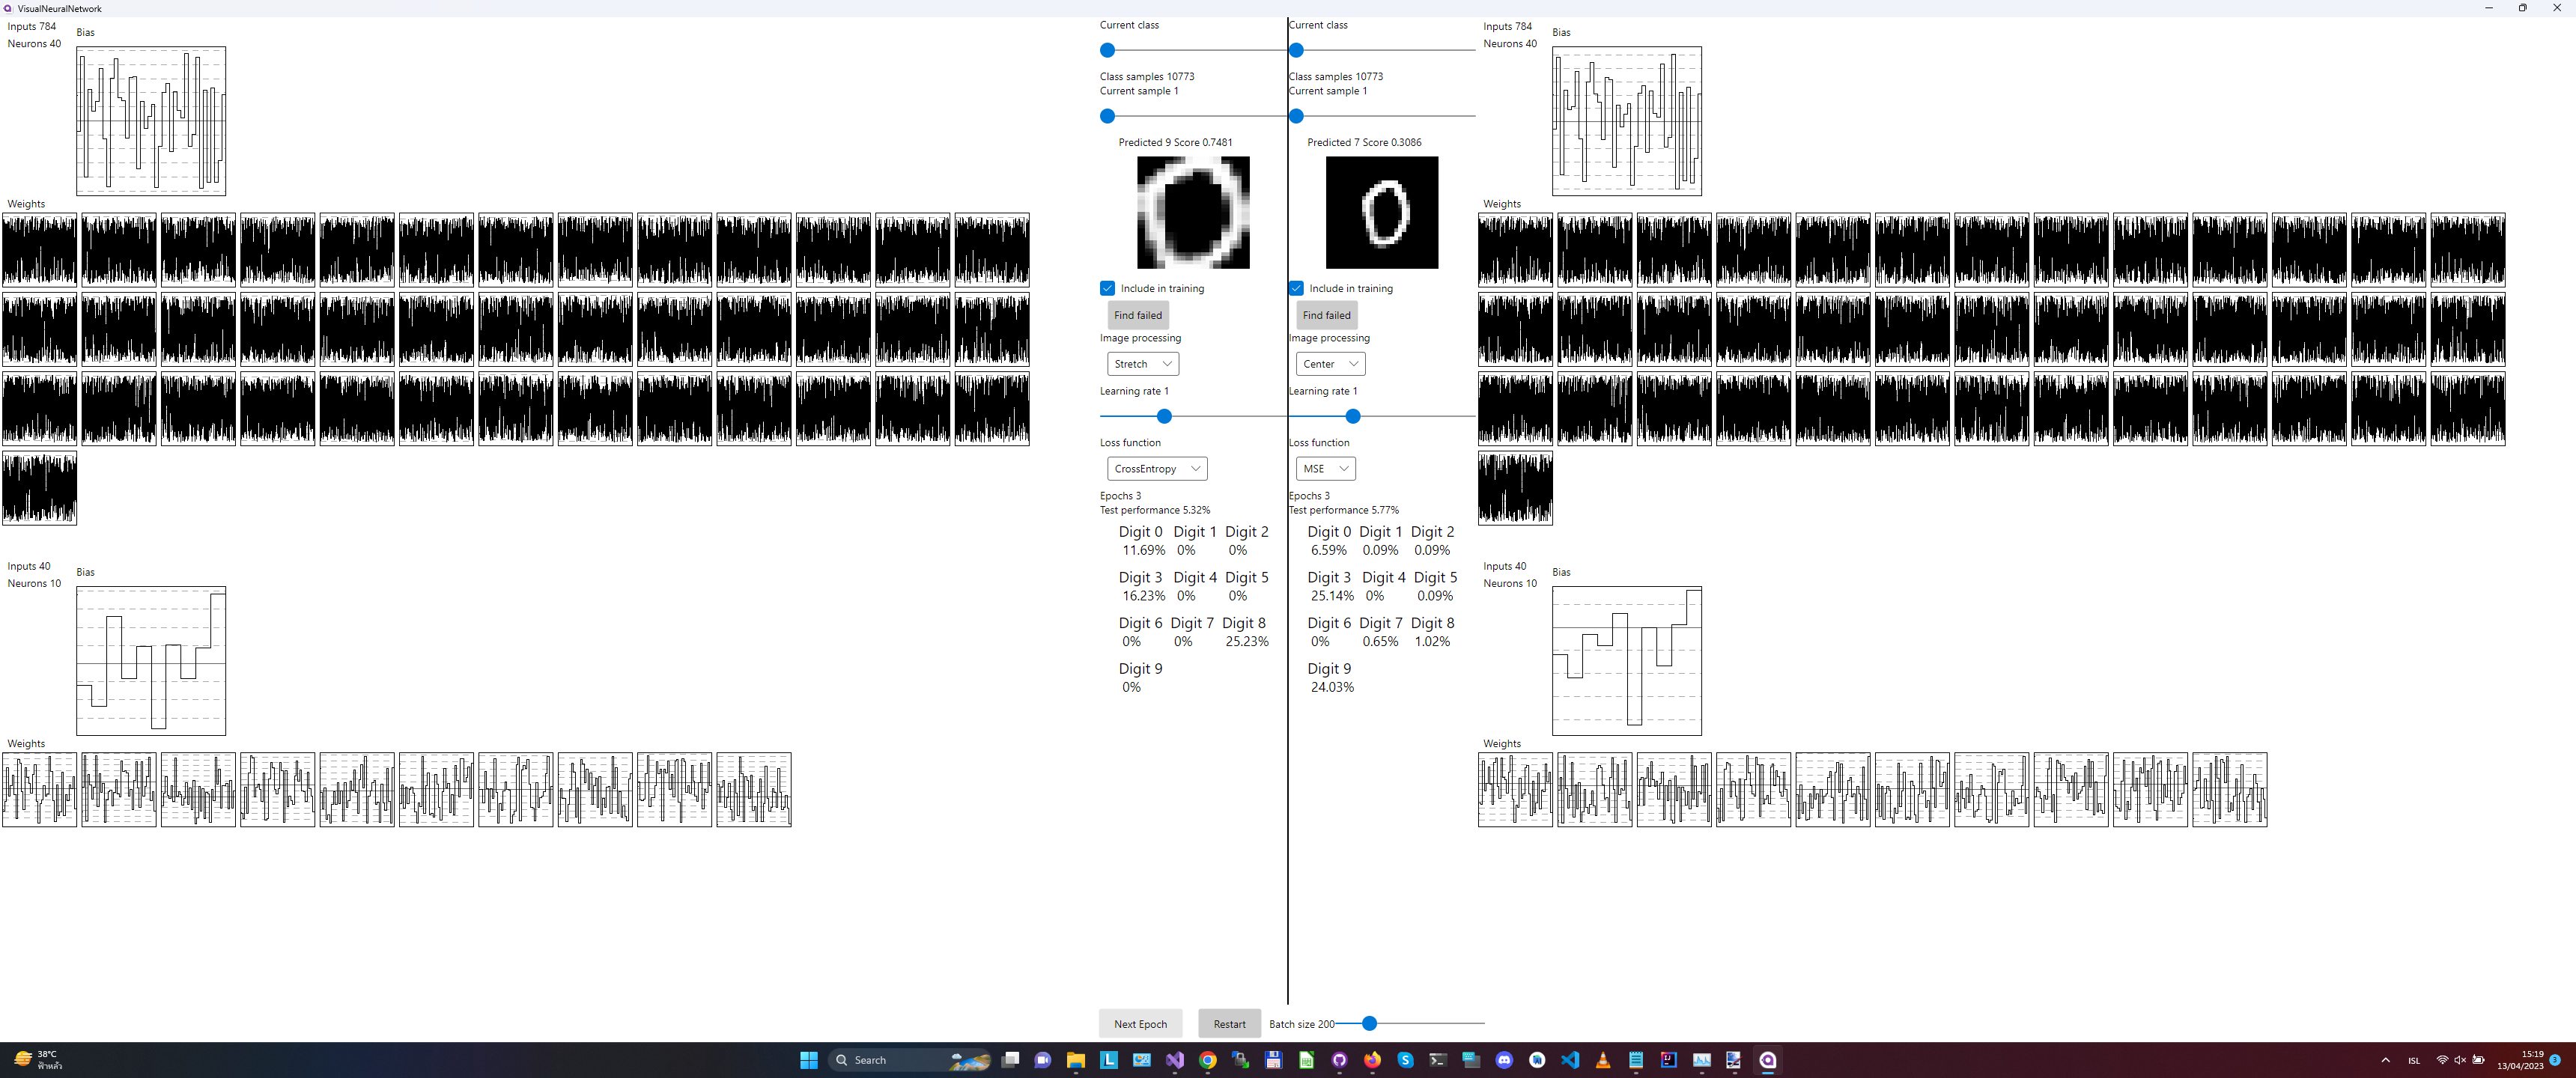 VisualNeuralNetwork
Inputs 784
Neurons 40
Bias
Weights
Inputs 40
Neurons 10
Bias
Weights
Current class
Class samples 10773
Current sample 1
Predicted 9 Score 0.7481
Include in training
Find failed
Image processing
Stretch
Learning rate 1
Loss function
CrossEntropy
Epochs 3
Test performance 5.32%
Digit 0 Digit 1 Digit 2
11.69% 0% 0%
Digit 3 Digit 4 Digit 5
16.23% 0% 0%
Digit 6 Digit 7 Digit 8
0% 0% 25.23%
Digit 9
0%
Current class
Class samples 10773
Current sample 1
Predicted 7 Score 0.3086
Include in training
Find failed
Image processing
Center
Learning rate 1
Loss function
MSE
Epochs 3
Test performance 5.77%
Digit 0 Digit 1 Digit 2
6.59% 0.09% 0.09%
Digit 3 Digit 4 Digit 5
25.14% 0% 0.09%
Digit 6 Digit 7 Digit 8
0% 0.65% 1.02%
Digit 9
24.03%
Inputs 784
Neurons 40
Bias
Weights
Inputs 40
Neurons 10
Bias
Weights
Next Epoch Restart Batch size 200
38°C
ฟ้าหลัว
Search
ISL
15:19
13/04/2023
3